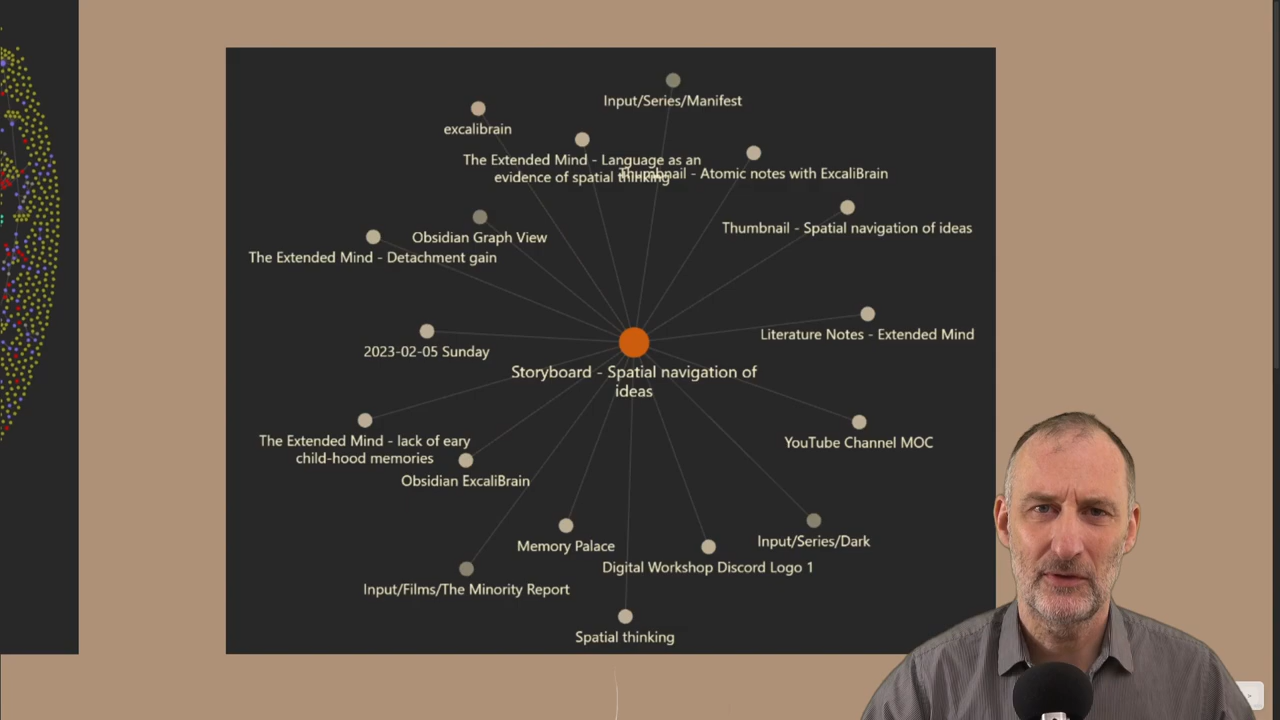 Input/Series/Manifest
excalibrain
The Extended Mind - Language as an
evidence of spatial thinking
Thumbnail - Atomic notes with ExcaliBrain
Thumbnail - Spatial navigation of ideas
Obsidian Graph View
The Extended Mind - Detachment gain
Literature Notes - Extended Mind
2023-02-05 Sunday
Storyboard - Spatial navigation of
ideas
The Extended Mind - lack of eary
child-hood memories
YouTube Channel MOC
Obsidian ExcaliBrain
Memory Palace
Input/Series/Dark
Digital Workshop Discord Logo 1
Input/Films/The Minority Report
Spatial thinking